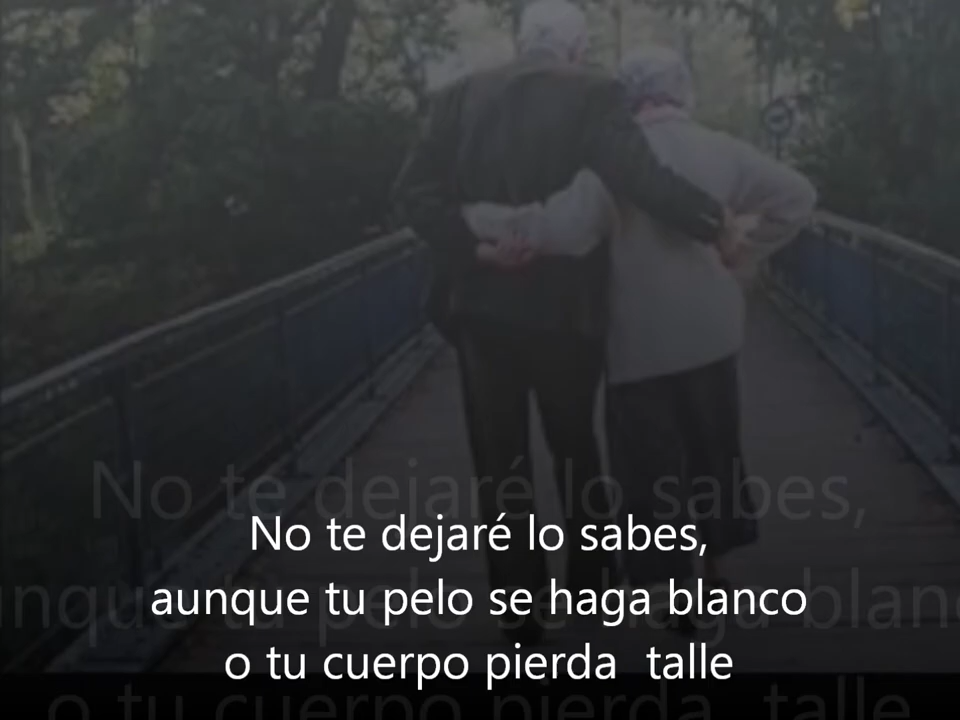 No te dejaré lo sabes,
aunque tu pelo se haga blanco
o tu cuerpo pierda  talle